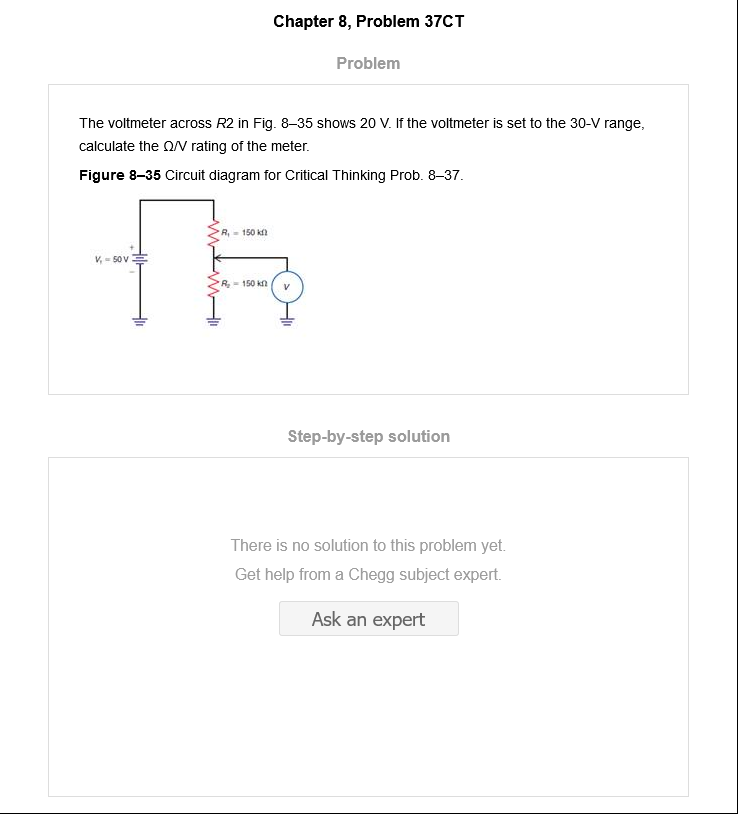 Chapter 8, Problem 37CT
Problem
The voltmeter across R2 in Fig. 8–35 shows 20 V. If the voltmeter is set to the 30-V range,
calculate the Ω/V rating of the meter.
Figure 8–35 Circuit diagram for Critical Thinking Prob. 8–37.
R₁ = 150 kΩ
+
V₁ = 50 V
−
R₂ = 150 kΩ
V
Step-by-step solution
There is no solution to this problem yet.
Get help from a Chegg subject expert.
Ask an expert